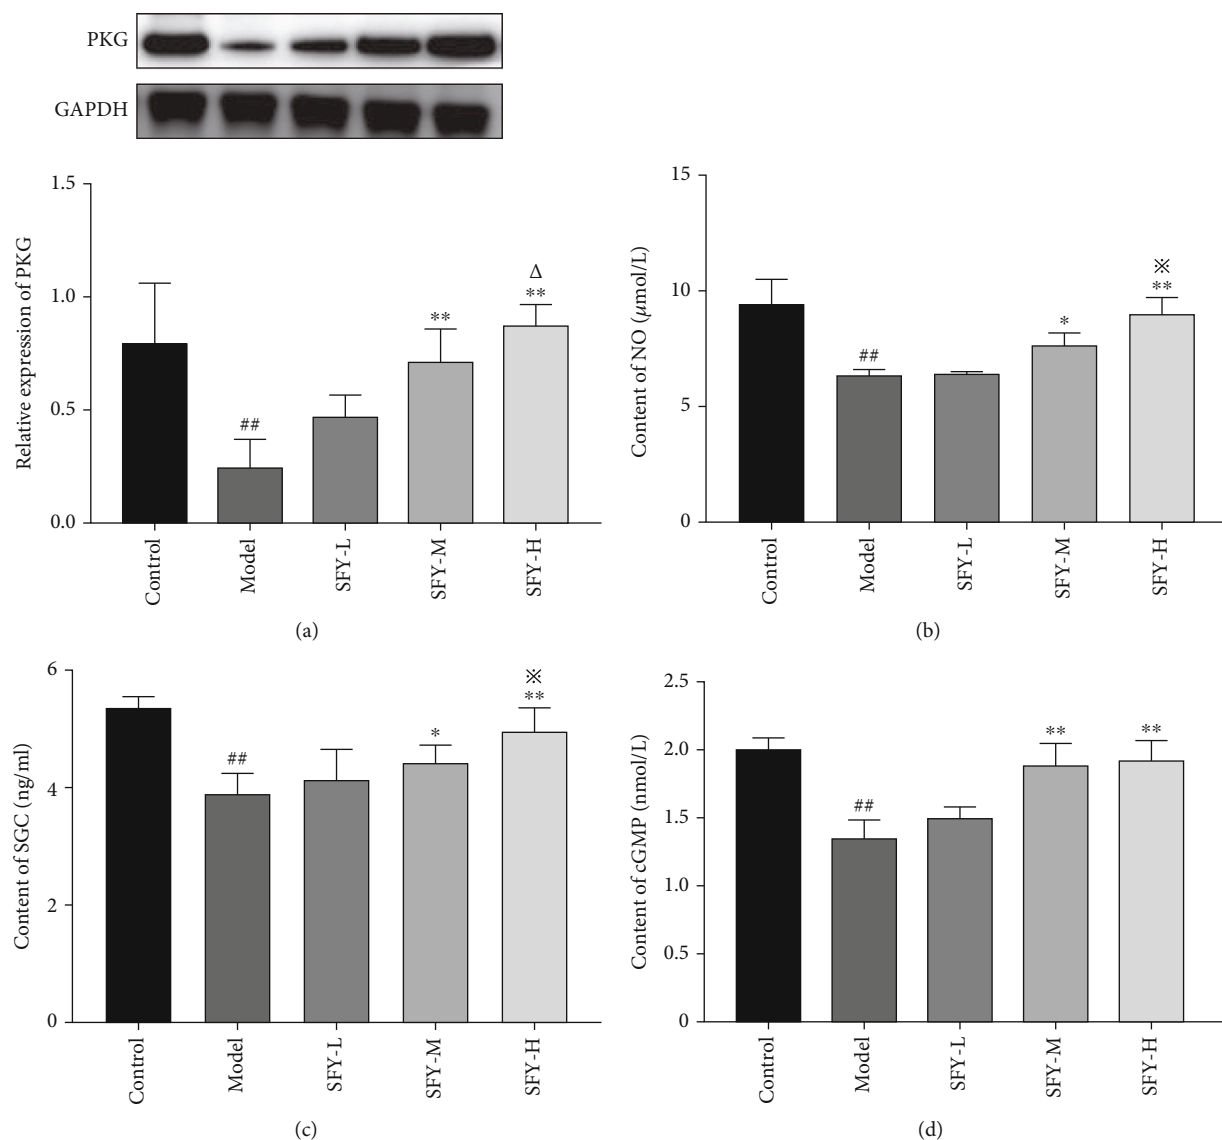 PKG
GAPDH
Relative expression of PKG
1.5
1.0
0.5
0.0
##
**
Δ
**
Control
Model
SFY-L
SFY-M
SFY-H
(a)
Content of NO (μmol/L)
15
10
5
0
##
*
※
**
Control
Model
SFY-L
SFY-M
SFY-H
(b)
Content of SGC (ng/ml)
6
4
2
0
##
*
※
**
Control
Model
SFY-L
SFY-M
SFY-H
(c)
Content of cGMP (nmol/L)
2.5
2.0
1.5
1.0
0.5
0
##
**
**
Control
Model
SFY-L
SFY-M
SFY-H
(d)